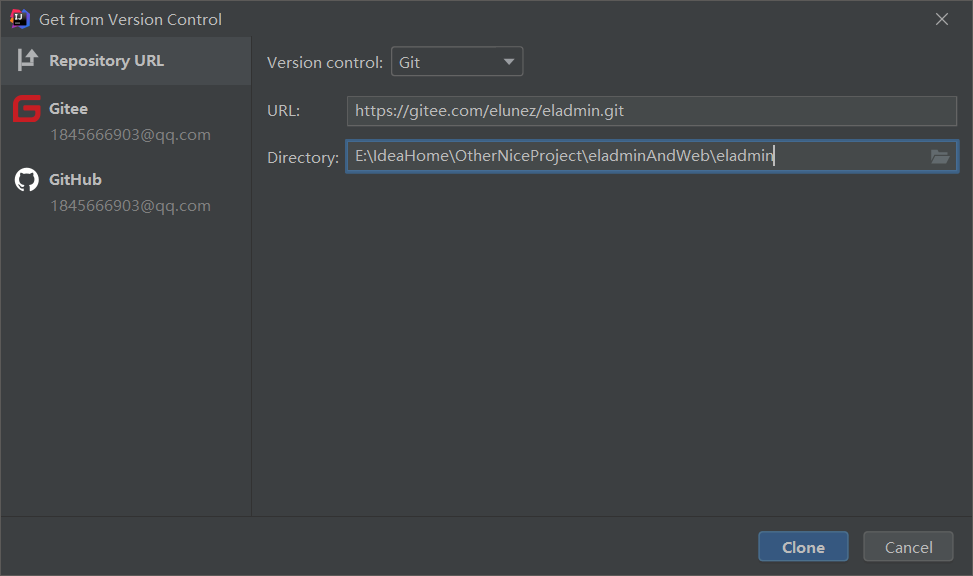 Get from Version Control
Repository URL
Gitee
1845666903@qq.com
GitHub
1845666903@qq.com
Version control: Git
URL: https://gitee.com/elunez/eladmin.git
Directory: E:\IdeaHome\OtherNiceProject\eladminAndWeb\eladmin
Clone Cancel